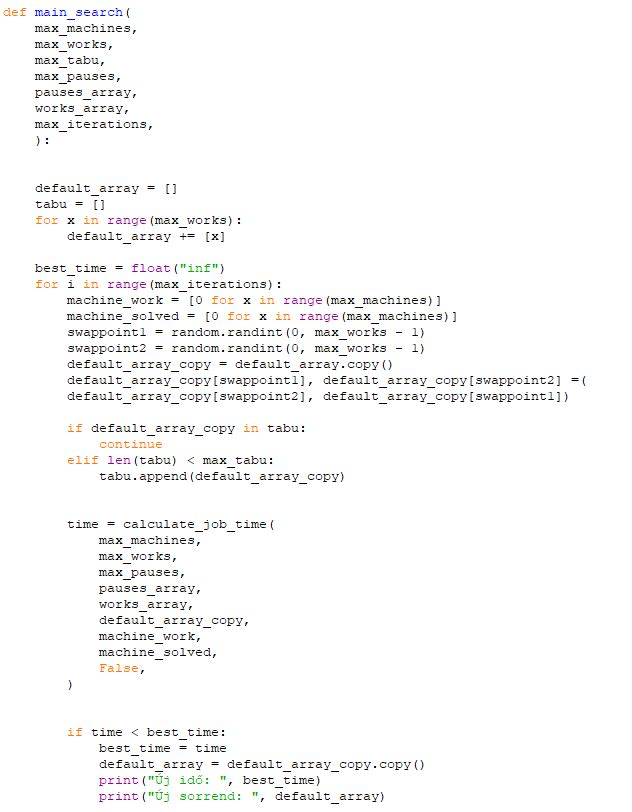 def main_search(
    max_machines,
    max_works,
    max_tabu,
    max_pauses,
    pauses_array,
    works_array,
    max_iterations,
    ):
    default_array = []
    tabu = []
    for x in range(max_works):
        default_array += [x]
    best_time = float("inf")
    for i in range(max_iterations):
        machine_work = [0 for x in range(max_machines)]
        machine_solved = [0 for x in range(max_machines)]
        swappoint1 = random.randint(0, max_works - 1)
        swappoint2 = random.randint(0, max_works - 1)
        default_array_copy = default_array.copy()
        default_array_copy[swappoint1], default_array_copy[swappoint2] =(
        default_array_copy[swappoint2], default_array_copy[swappoint1])
        if default_array_copy in tabu:
            continue
        elif len(tabu) < max_tabu:
            tabu.append(default_array_copy)
        time = calculate_job_time(
            max_machines,
            max_works,
            max_pauses,
            pauses_array,
            works_array,
            default_array_copy,
            machine_work,
            machine_solved,
            False,
        )
        if time < best_time:
            best_time = time
            default_array = default_array_copy.copy()
            print("Új idő: ", best_time)
            print("Új sorrend: ", default_array)